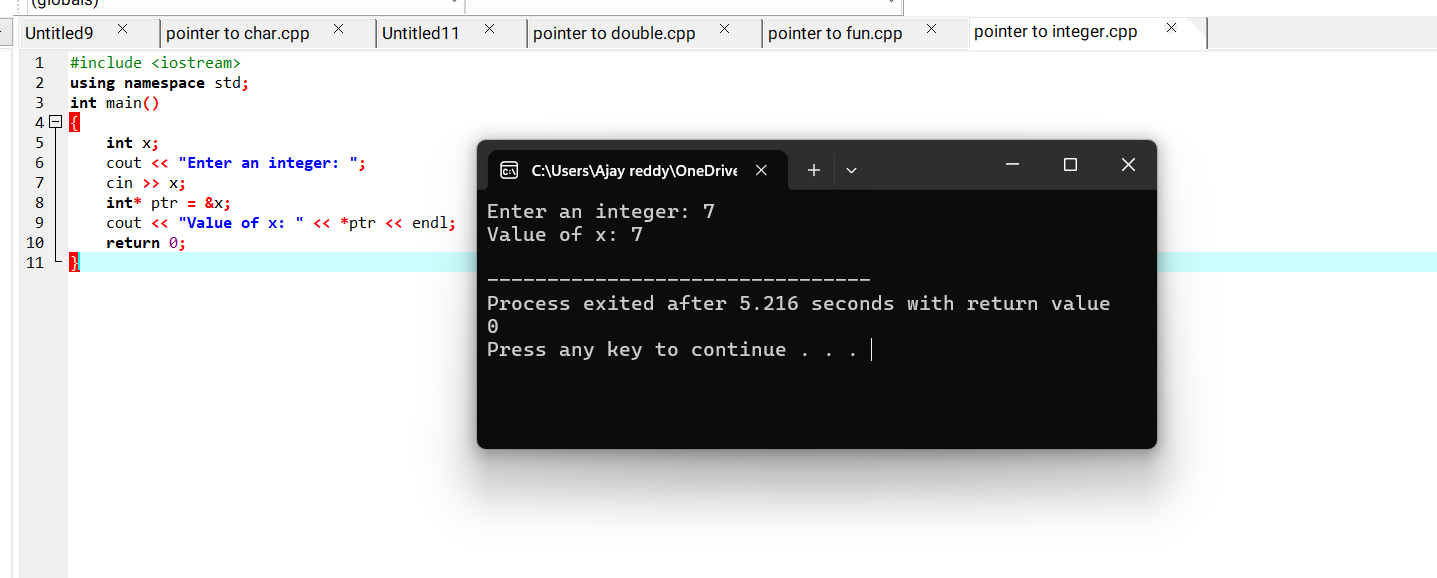 (globals)
Untitled9 pointer to char.cpp Untitled11 pointer to double.cpp pointer to fun.cpp pointer to integer.cpp
1 #include <iostream>
2 using namespace std;
3 int main()
4 {
5 int x;
6 cout << "Enter an integer: ";
7 cin >> x;
8 int* ptr = &x;
9 cout << "Value of x: " << *ptr << endl;
10 return 0;
11 }
C:\Users\Ajay reddy\OneDrive
Enter an integer: 7
Value of x: 7
--------------------------------
Process exited after 5.216 seconds with return value
0
Press any key to continue . . .